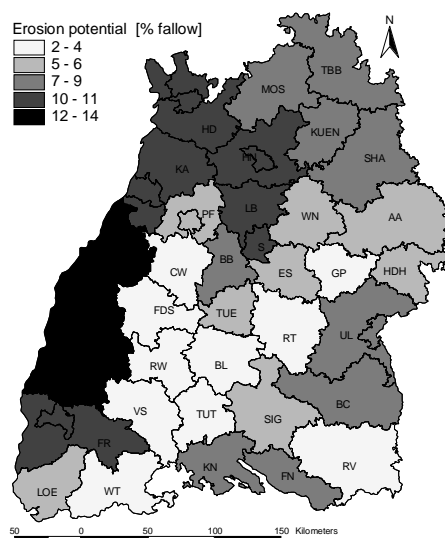 Erosion potential [% fallow]
2 - 4
5 - 6
7 - 9
10 - 11
12 - 14
N
TBB
MOS
HD
KUEN
HN
SHA
KA
LB
PF
WN
AA
S
BB
CW
ES
GP
HDH
FDS
TUE
RT
UL
RW
BL
VS
TUT
SIG
BC
FR
KN
FN
RV
LOE
WT
50 0 50 100 150 Kilometers